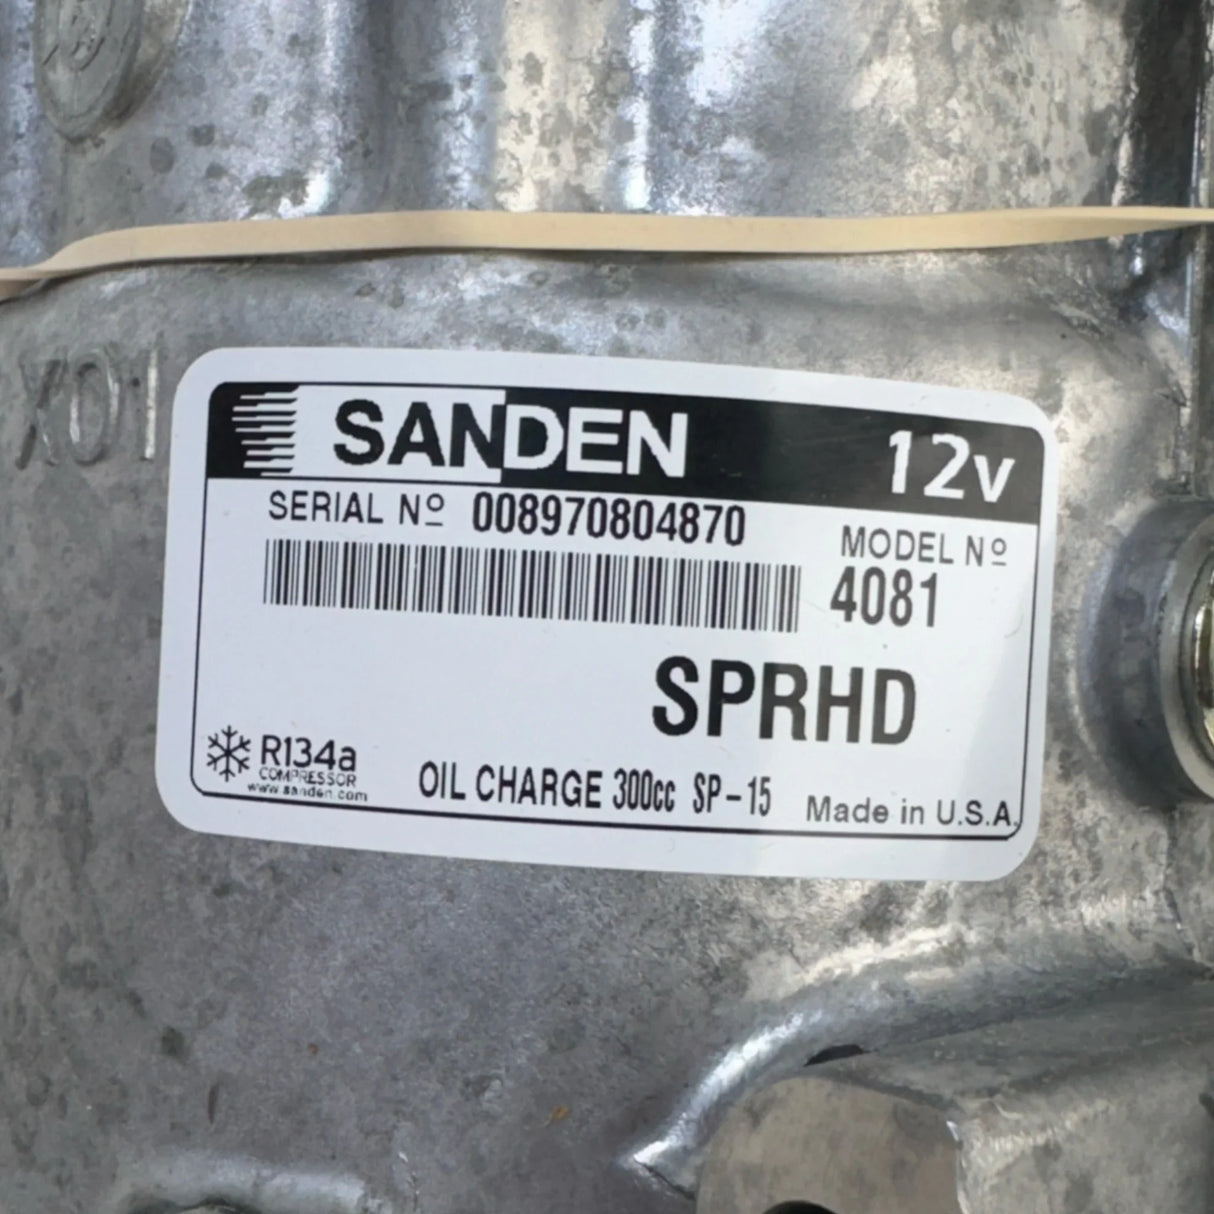 X01
SANDEN 12v
SERIAL Nº 008970804870
MODEL Nº
4081
SPRHD
R134a
COMPRESSOR
www.sanden.com
OIL CHARGE 300cc SP-15 Made in U.S.A.